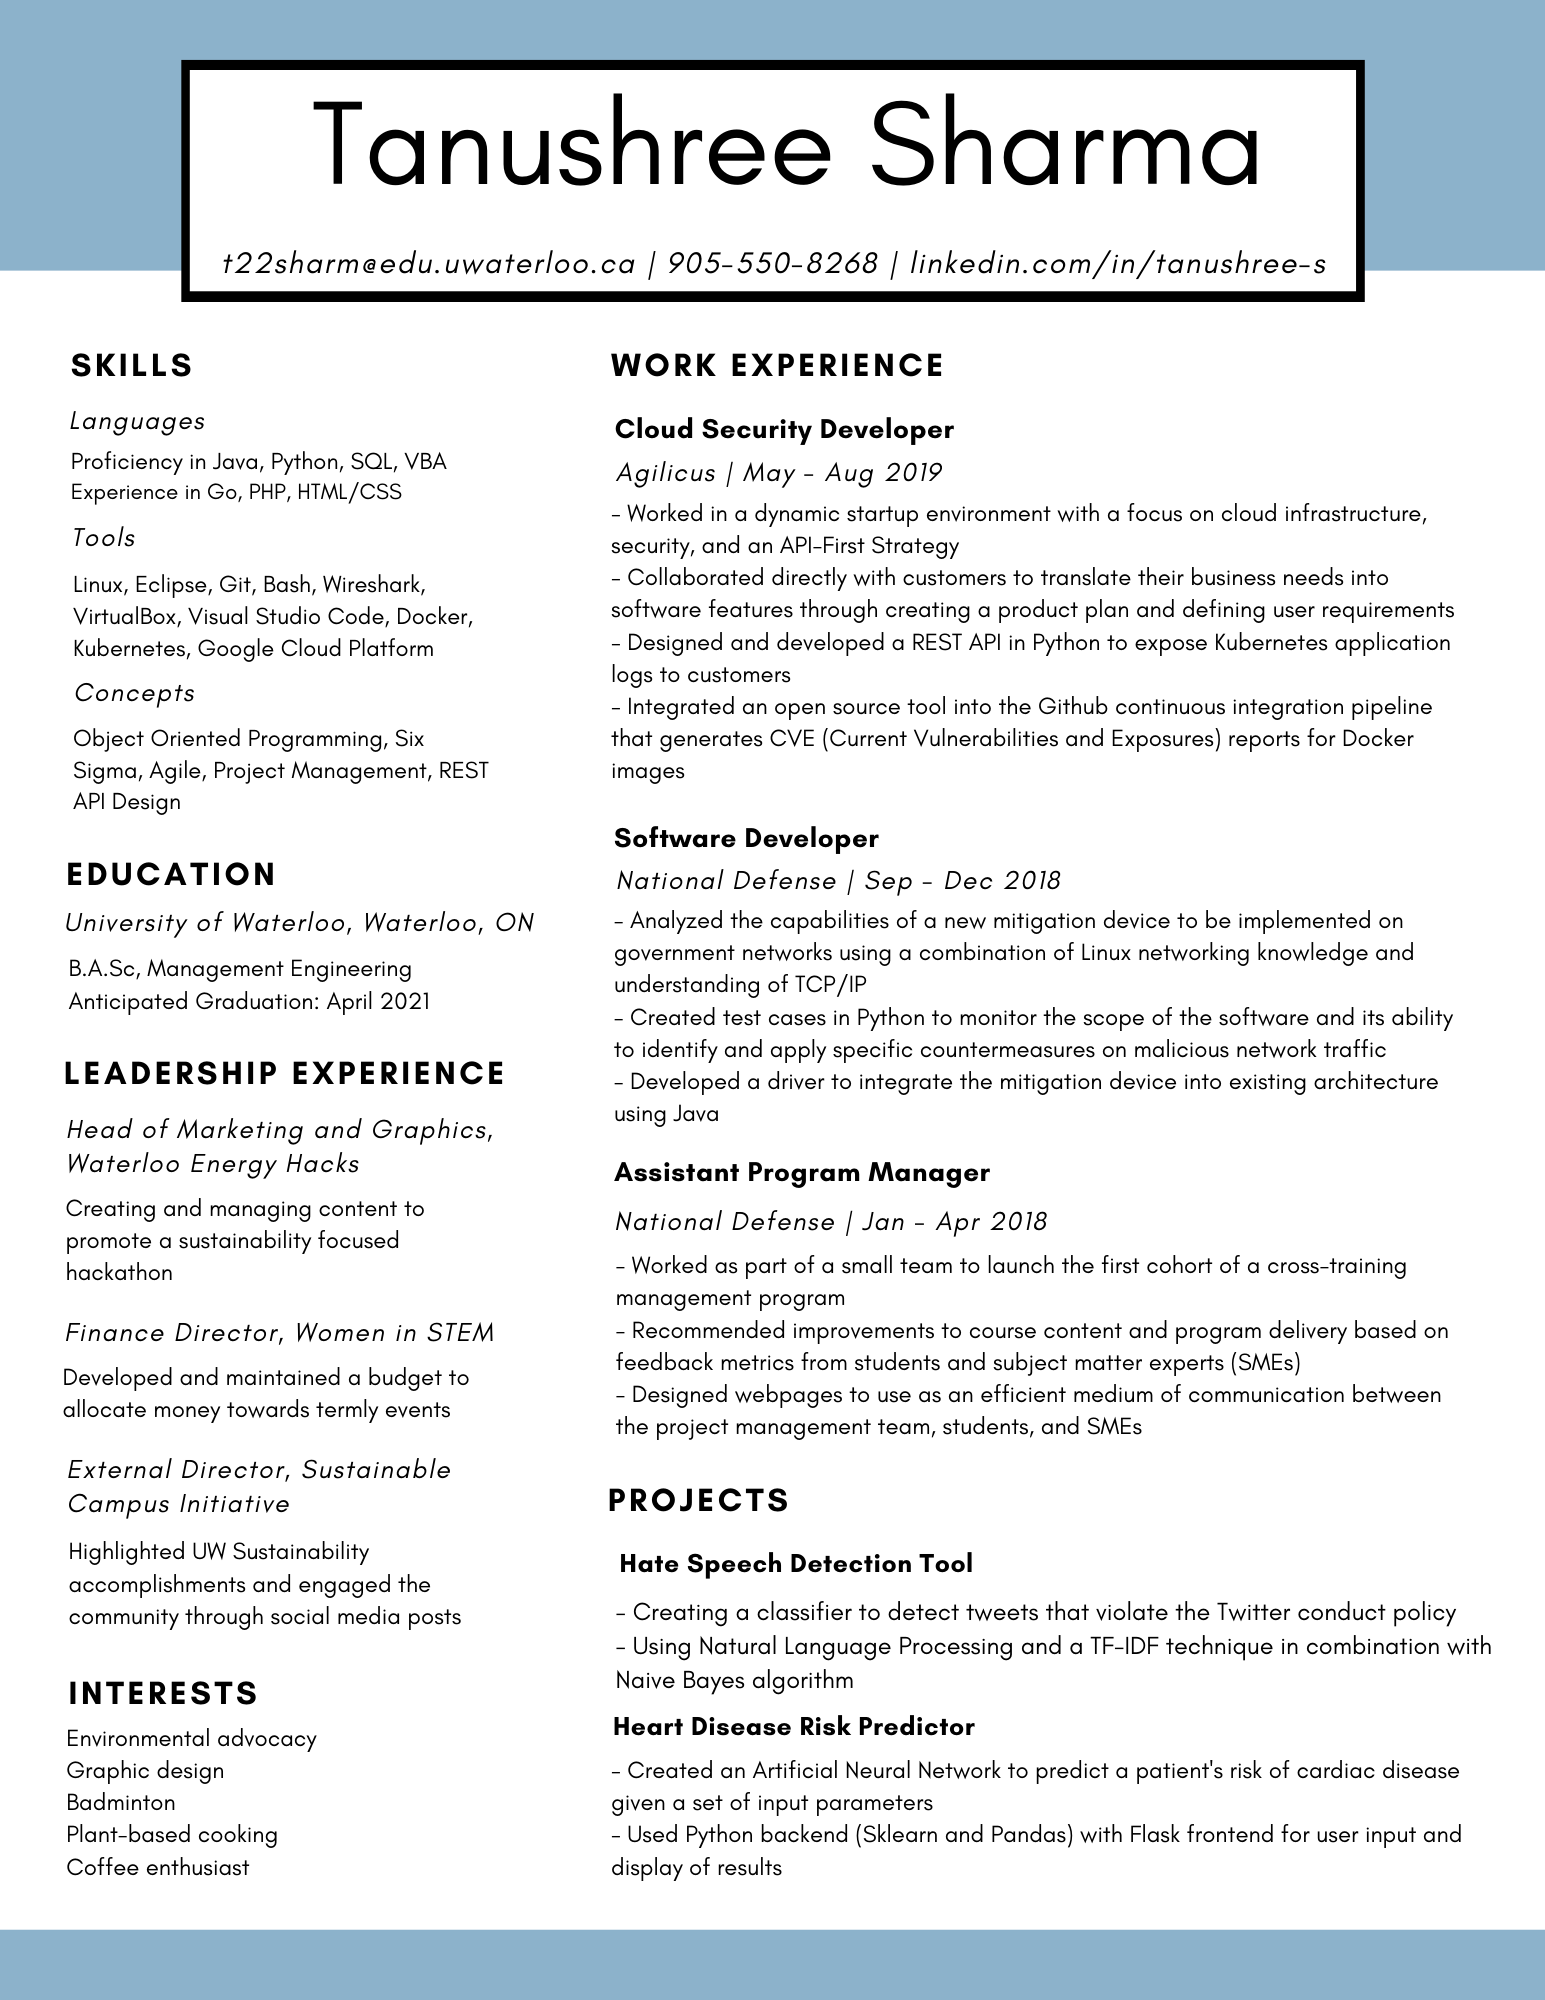 Tanushree Sharma
t22sharm@edu.uwaterloo.ca | 905-550-8268 | linkedin.com/in/tanushree-s
SKILLS
Languages
Proficiency in Java, Python, SQL, VBA
Experience in Go, PHP, HTML/CSS
Tools
Linux, Eclipse, Git, Bash, Wireshark,
VirtualBox, Visual Studio Code, Docker,
Kubernetes, Google Cloud Platform
Concepts
Object Oriented Programming, Six
Sigma, Agile, Project Management, REST
API Design
EDUCATION
University of Waterloo, Waterloo, ON
B.A.Sc, Management Engineering
Anticipated Graduation: April 2021
LEADERSHIP EXPERIENCE
Head of Marketing and Graphics,
Waterloo Energy Hacks
Creating and managing content to
promote a sustainability focused
hackathon
Finance Director, Women in STEM
Developed and maintained a budget to
allocate money towards termly events
External Director, Sustainable
Campus Initiative
Highlighted UW Sustainability
accomplishments and engaged the
community through social media posts
INTERESTS
Environmental advocacy
Graphic design
Badminton
Plant-based cooking
Coffee enthusiast
WORK EXPERIENCE
Cloud Security Developer
Agilicus | May - Aug 2019
- Worked in a dynamic startup environment with a focus on cloud infrastructure,
security, and an API-First Strategy
- Collaborated directly with customers to translate their business needs into
software features through creating a product plan and defining user requirements
- Designed and developed a REST API in Python to expose Kubernetes application
logs to customers
- Integrated an open source tool into the Github continuous integration pipeline
that generates CVE (Current Vulnerabilities and Exposures) reports for Docker
images
Software Developer
National Defense | Sep - Dec 2018
- Analyzed the capabilities of a new mitigation device to be implemented on
government networks using a combination of Linux networking knowledge and
understanding of TCP/IP
- Created test cases in Python to monitor the scope of the software and its ability
to identify and apply specific countermeasures on malicious network traffic
- Developed a driver to integrate the mitigation device into existing architecture
using Java
Assistant Program Manager
National Defense | Jan - Apr 2018
- Worked as part of a small team to launch the first cohort of a cross-training
management program
- Recommended improvements to course content and program delivery based on
feedback metrics from students and subject matter experts (SMEs)
- Designed webpages to use as an efficient medium of communication between
the project management team, students, and SMEs
PROJECTS
Hate Speech Detection Tool
- Creating a classifier to detect tweets that violate the Twitter conduct policy
- Using Natural Language Processing and a TF-IDF technique in combination with
Naive Bayes algorithm
Heart Disease Risk Predictor
- Created an Artificial Neural Network to predict a patient's risk of cardiac disease
given a set of input parameters
- Used Python backend (Sklearn and Pandas) with Flask frontend for user input and
display of results